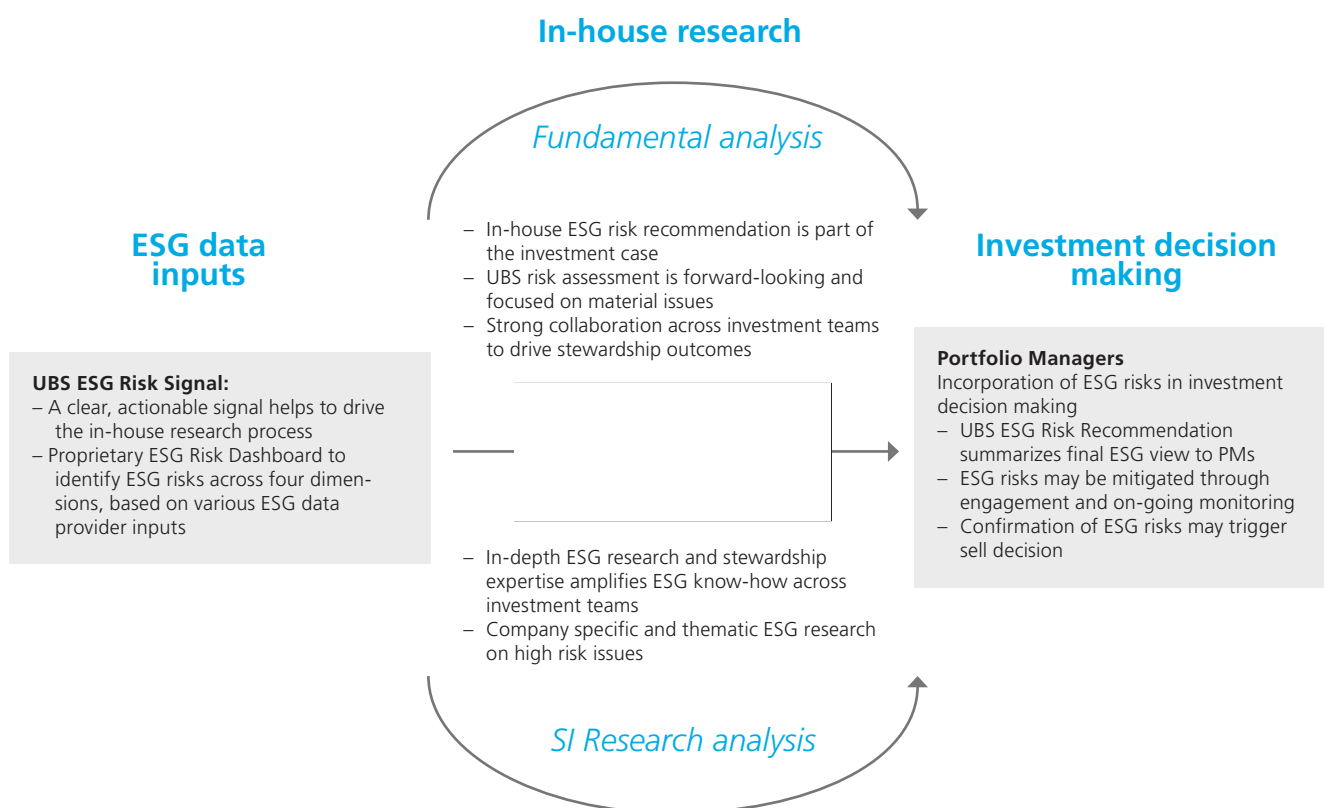 In-house research
Fundamental analysis
ESG data
inputs
UBS ESG Risk Signal:
– A clear, actionable signal helps to drive
the in-house research process
– Proprietary ESG Risk Dashboard to
identify ESG risks across four dimen-
sions, based on various ESG data
provider inputs
– In-house ESG risk recommendation is part of
the investment case
– UBS risk assessment is forward-looking and
focused on material issues
– Strong collaboration across investment teams
to drive stewardship outcomes
– In-depth ESG research and stewardship
expertise amplifies ESG know-how across
investment teams
– Company specific and thematic ESG research
on high risk issues
SI Research analysis
Investment decision
making
Portfolio Managers
Incorporation of ESG risks in investment
decision making
– UBS ESG Risk Recommendation
summarizes final ESG view to PMs
– ESG risks may be mitigated through
engagement and on-going monitoring
– Confirmation of ESG risks may trigger
sell decision